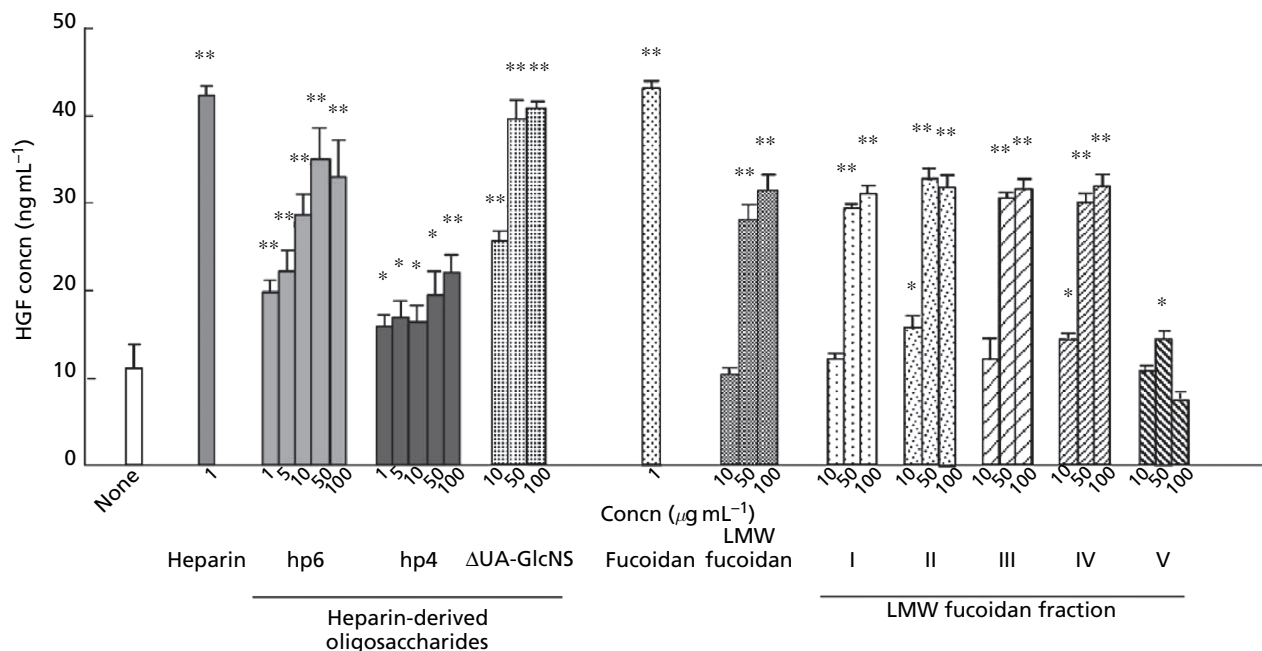 50
40
30
20
10
0
HGF concn (ng mL⁻¹)
** ** ** ** ** ** ** * * * * ** ** ** ** ** ** ** ** ** * ** ** ** ** * ** ** *
None 1 1 5 10 50 100 1 5 10 50 100 10 50 100 1 10 50 100 10 50 100 10 50 100 10 50 100 10 50 100 10 50 100
Concn (μg mL⁻¹)
Heparin hp6 hp4 ΔUA-GlcNS Fucoidan LMW fucoidan I II III IV V
Heparin-derived
oligosaccharides
LMW fucoidan fraction